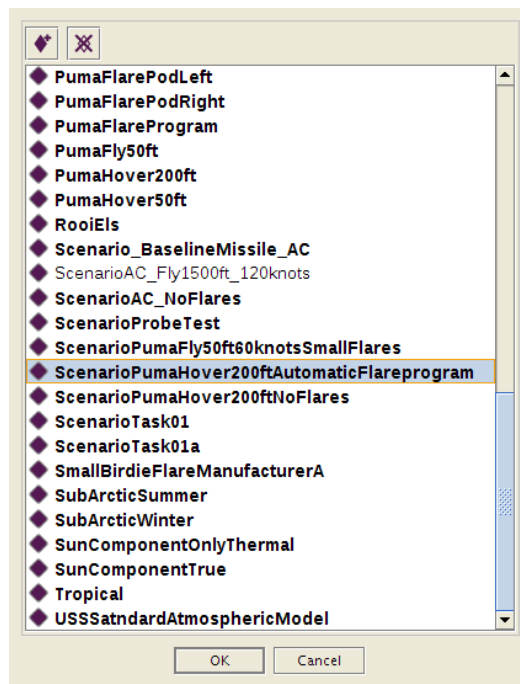 PumaFlarePodLeft
PumaFlarePodRight
PumaFlareProgram
PumaFly50ft
PumaHover200ft
PumaHover50ft
RooiEls
Scenario_BaselineMissile_AC
ScenarioAC_Fly1500ft_120knots
ScenarioAC_NoFlares
ScenarioProbeTest
ScenarioPumaFly50ft60knotsSmallFlares
ScenarioPumaHover200ftAutomaticFlareprogram
ScenarioPumaHover200ftNoFlares
ScenarioTask01
ScenarioTask01a
SmallBirdieFlareManufacturerA
SubArcticSummer
SubArcticWinter
SunComponentOnlyThermal
SunComponentTrue
Tropical
USSSatndardAtmosphericModel
OK Cancel